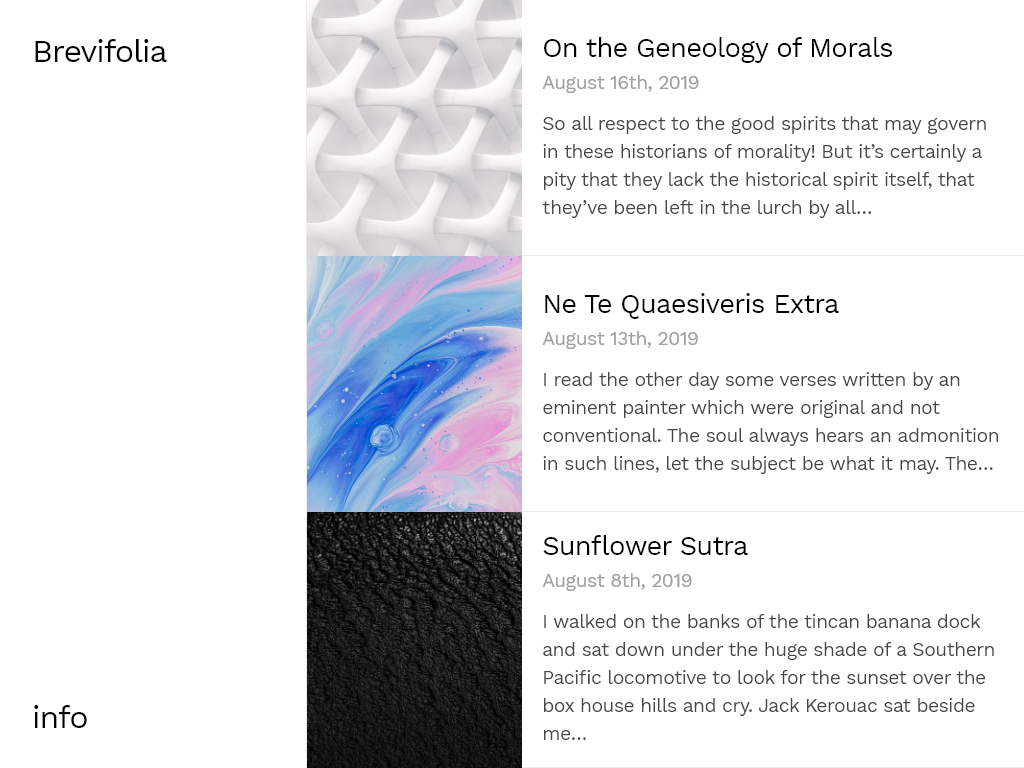 Brevifolia
info
On the Geneology of Morals
August 16th, 2019
So all respect to the good spirits that may govern
in these historians of morality! But it’s certainly a
pity that they lack the historical spirit itself, that
they’ve been left in the lurch by all...
Ne Te Quaesiveris Extra
August 13th, 2019
I read the other day some verses written by an
eminent painter which were original and not
conventional. The soul always hears an admonition
in such lines, let the subject be what it may. The...
Sunflower Sutra
August 8th, 2019
I walked on the banks of the tincan banana dock
and sat down under the huge shade of a Southern
Pacific locomotive to look for the sunset over the
box house hills and cry. Jack Kerouac sat beside
me...